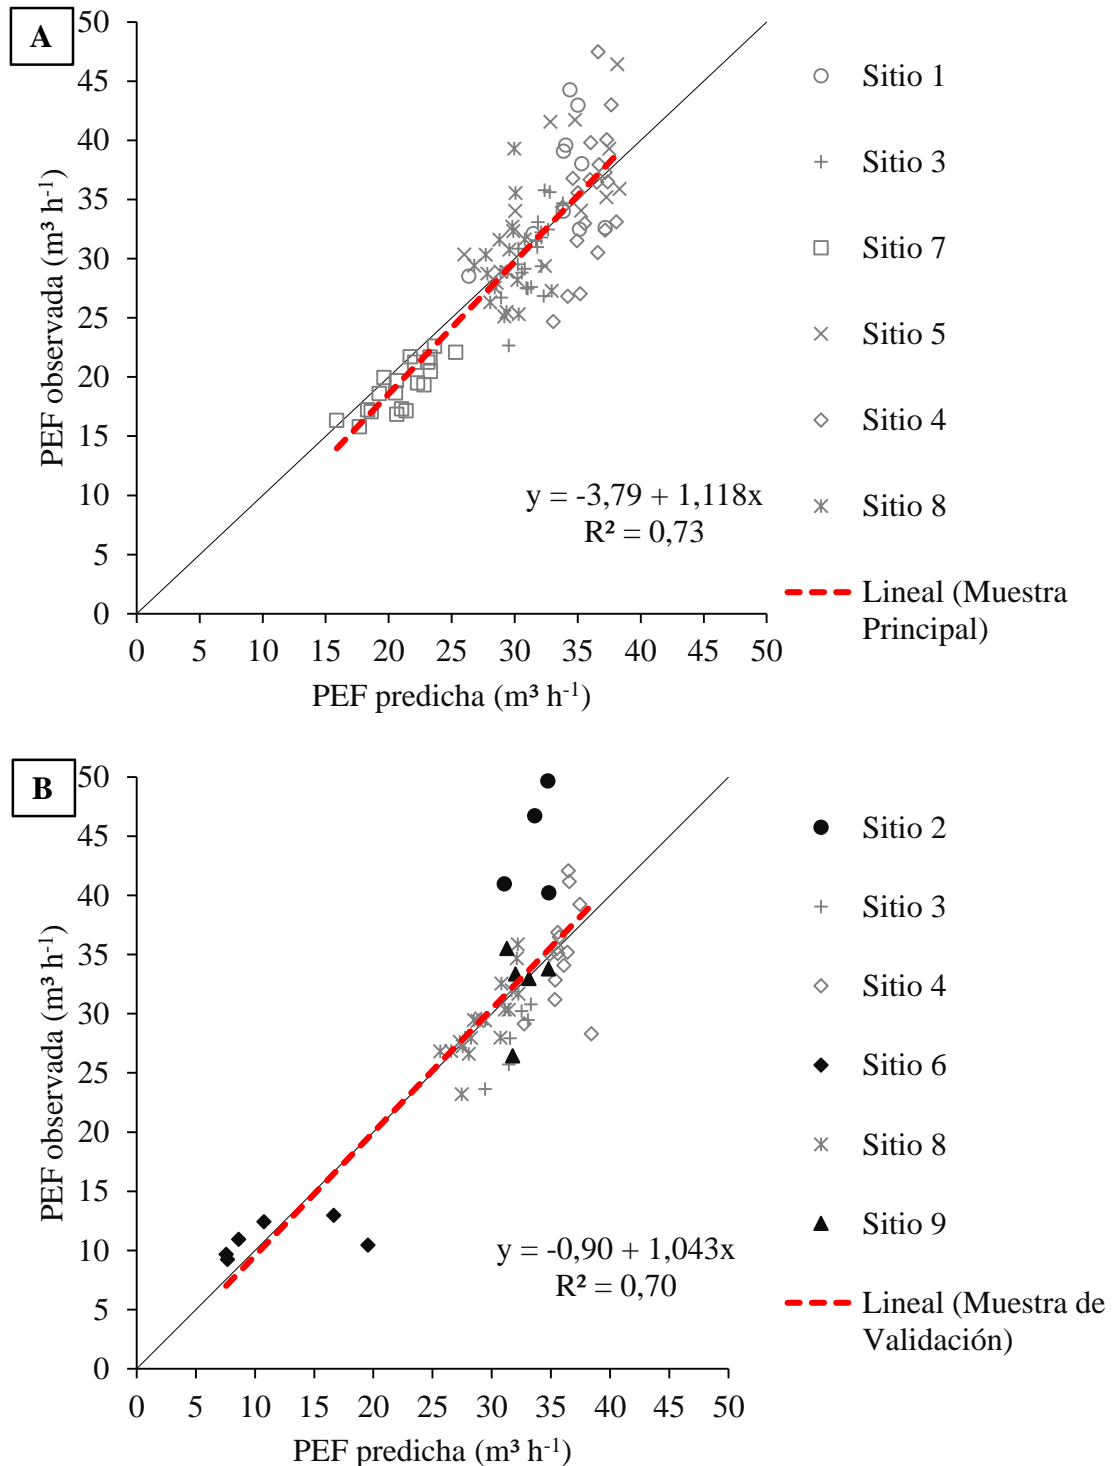 A
PEF observada (m³ h-1)
50
45
40
35
30
25
20
15
10
5
0
0 5 10 15 20 25 30 35 40 45 50
PEF predicha (m³ h-1)
y = -3,79 + 1,118x
R² = 0,73
Sitio 1
Sitio 3
Sitio 7
Sitio 5
Sitio 4
Sitio 8
Lineal (Muestra
Principal)
B
PEF observada (m³ h-1)
50
45
40
35
30
25
20
15
10
5
0
0 5 10 15 20 25 30 35 40 45 50
PEF predicha (m³ h-1)
y = -0,90 + 1,043x
R² = 0,70
Sitio 2
Sitio 3
Sitio 4
Sitio 6
Sitio 8
Sitio 9
Lineal (Muestra de
Validación)